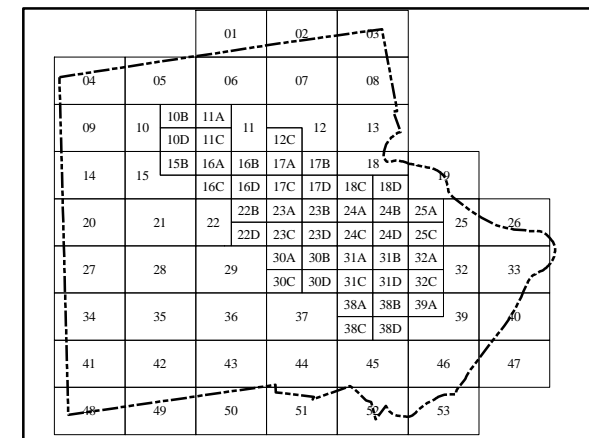 01 02 03
04 05 06 07 08
10B 11A
09 10 11 12 13
10D 11C 12C
15B 16A 16B 17A 17B 18
14 15 19
16C 16D 17C 17D 18C 18D
22B 23A 23B 24A 24B 25A
20 21 22 25 26
22D 23C 23D 24C 24D 25C
30A 30B 31A 31B 32A
27 28 29 32 33
30C 30D 31C 31D 32C
38A 38B 39A
34 35 36 37 39 40
38C 38D
41 42 43 44 45 46 47
48 49 50 51 52 53